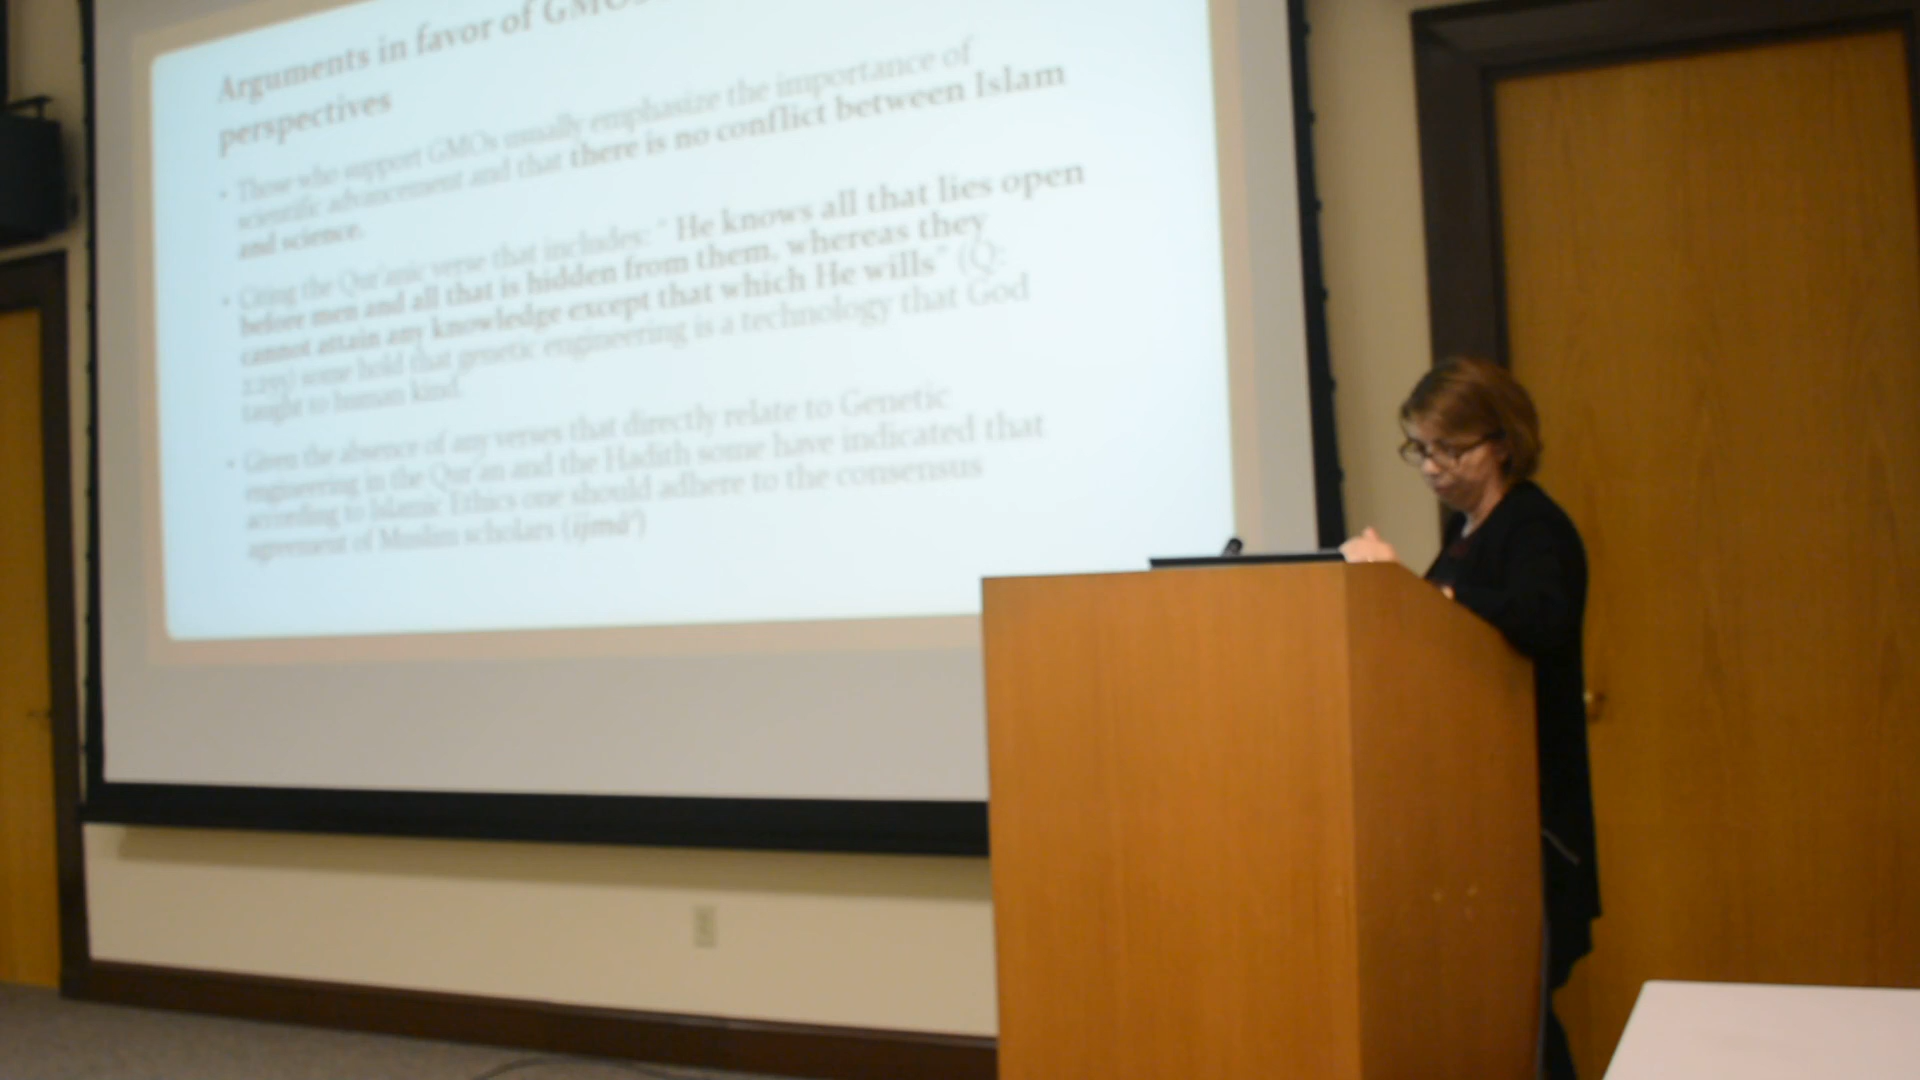 Arguments in favor of GMOs
perspectives
• Those who support GMOs usually emphasize the importance of
scientific advancement and that there is no conflict between Islam
and science.
• Citing the Qur'anic verse that includes: " He knows all that lies open
before men and all that is hidden from them, whereas they
cannot attain any knowledge except that which He wills" (Q:
2:255) some hold that genetic engineering is a technology that God
taught to human kind.
• Given the absence of any verses that directly relate to Genetic
engineering in the Qur'an and the Hadith some have indicated that
according to Islamic Ethics one should adhere to the consensus
agreement of Muslim scholars (ijmā')